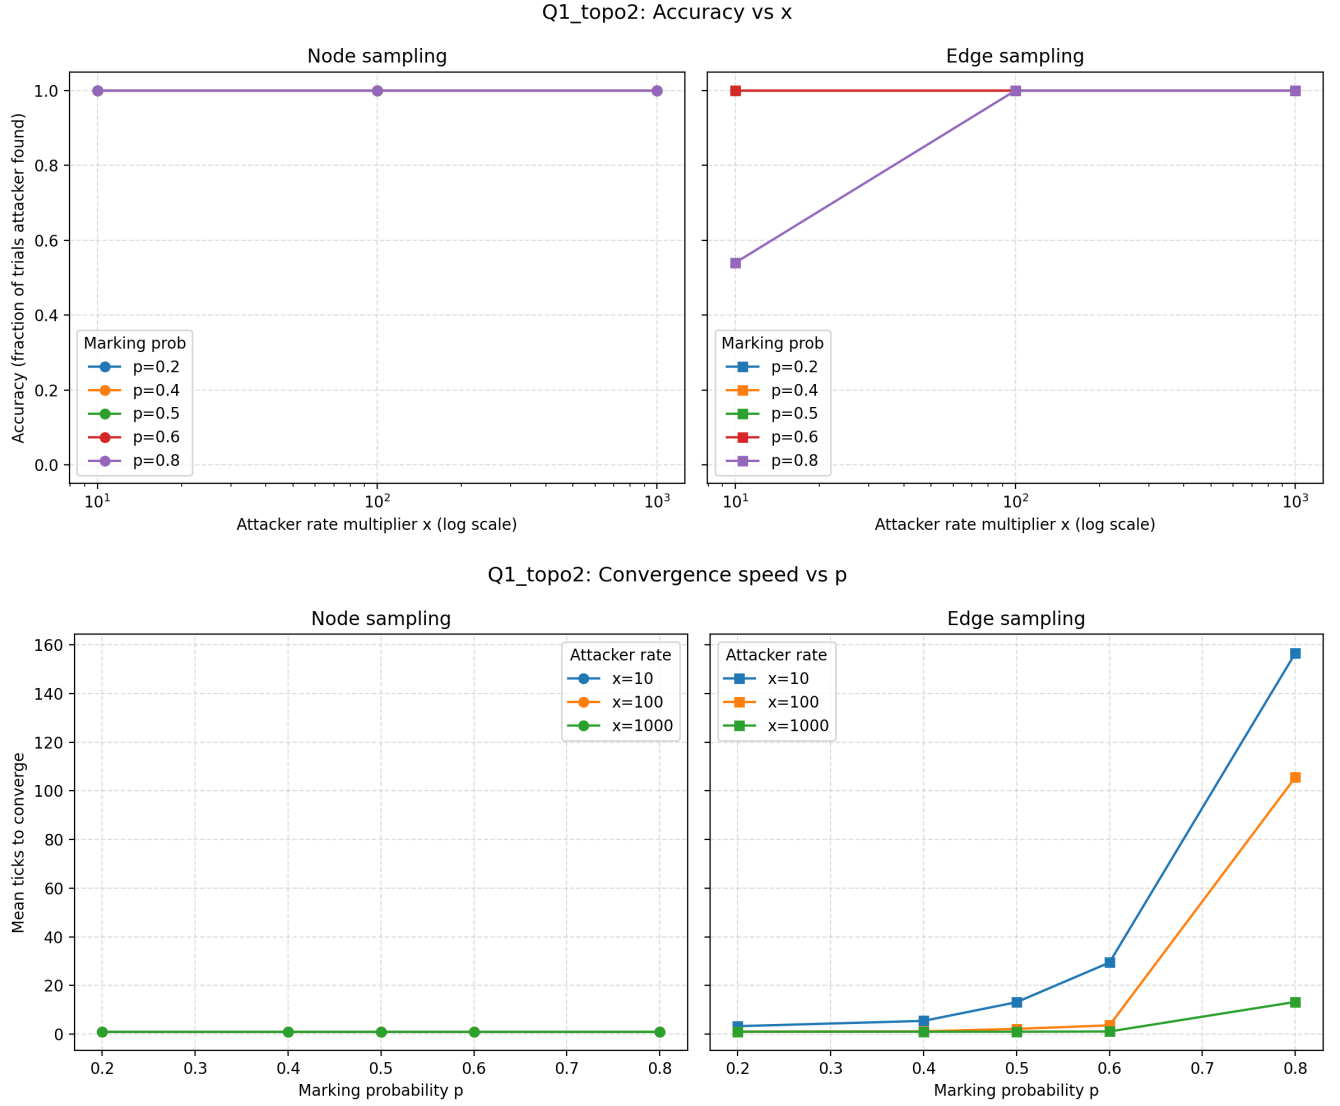 Q1_topo2: Accuracy vs x
Node sampling
Accuracy (fraction of trials attacker found)
1.0
0.8
0.6
0.4
0.2
0.0
Marking prob
p=0.2
p=0.4
p=0.5
p=0.6
p=0.8
10¹ 10² 10³
Attacker rate multiplier x (log scale)
Edge sampling
Marking prob
p=0.2
p=0.4
p=0.5
p=0.6
p=0.8
10¹ 10² 10³
Attacker rate multiplier x (log scale)
Q1_topo2: Convergence speed vs p
Node sampling
Mean ticks to converge
160
140
120
100
80
60
40
20
0
Attacker rate
x=10
x=100
x=1000
0.2 0.3 0.4 0.5 0.6 0.7 0.8
Marking probability p
Edge sampling
Attacker rate
x=10
x=100
x=1000
0.2 0.3 0.4 0.5 0.6 0.7 0.8
Marking probability p